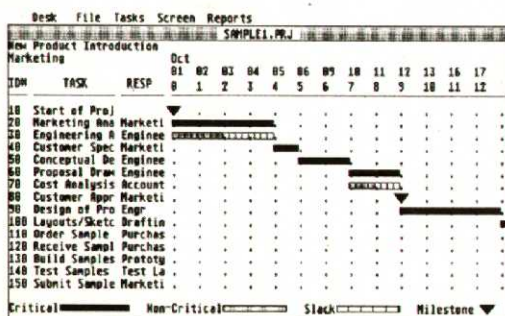 Desk File Tasks Screen Reports
SAMPLE1.PRJ
New Product Introduction
Marketing Oct
01 02 03 04 05 06 09 10 11 12 13 16 17
ID# TASK RESP 0 1 2 3 4 5 6 7 8 9 10 11 12
10 Start of Proj
20 Marketing Ana Marketi
30 Engineering A Enginee
40 Customer Spec Marketi
50 Conceptual De Enginee
60 Proposal Draw Enginee
70 Cost Analysis Account
80 Customer Appr Marketi
90 Design of Pro Engr
100 Layouts/Sketc Draftin
110 Order Sample Purchas
120 Receive Sampl Purchas
130 Build Samples Prototy
140 Test Samples Test La
150 Submit Sample Marketi
Critical Non-Critical Slack Milestone